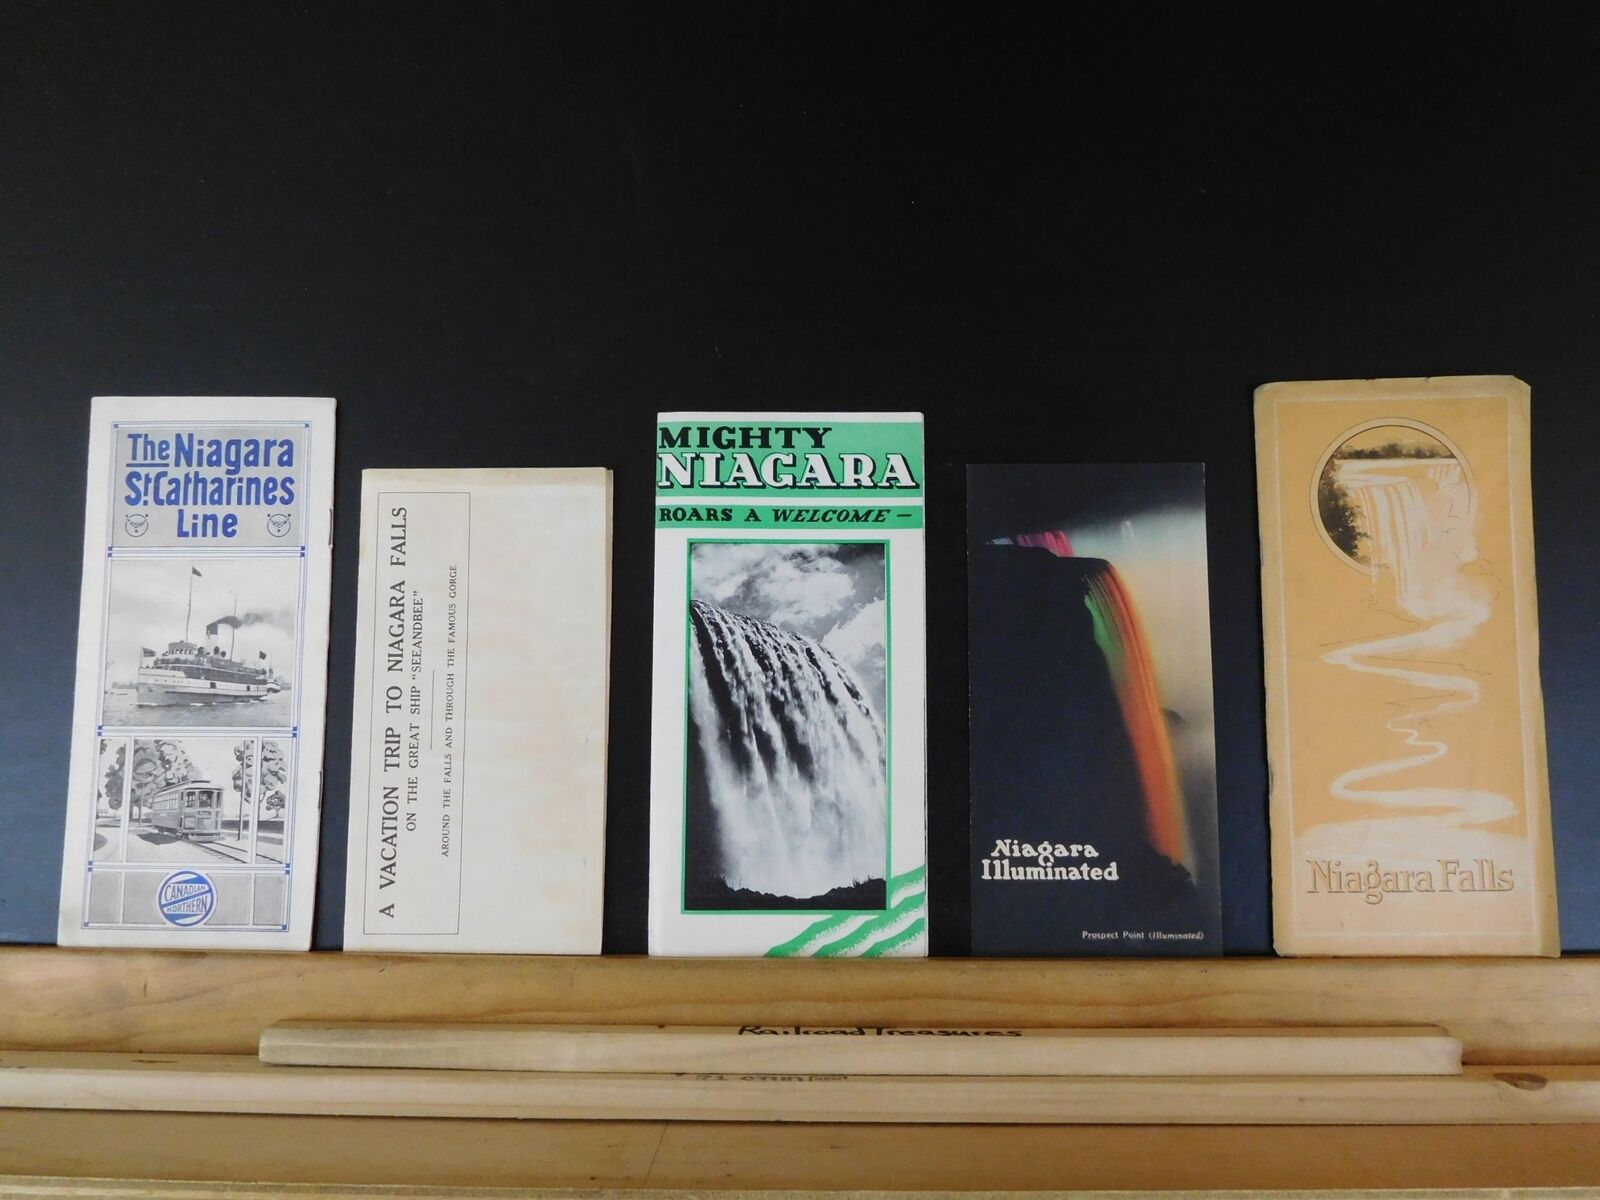 The Niagara
St. Catharines
Line
CANADIAN
NORTHERN
A VACATION TRIP TO NIAGARA FALLS
ON THE GREAT SHIP "SEEANDBEE"
AROUND THE FALLS AND THROUGH THE FAMOUS GORGE
MIGHTY
NIAGARA
ROARS A WELCOME —
Niagara
Illuminated
Prospect Point (Illuminated)
Niagara Falls
Railroad Treasures